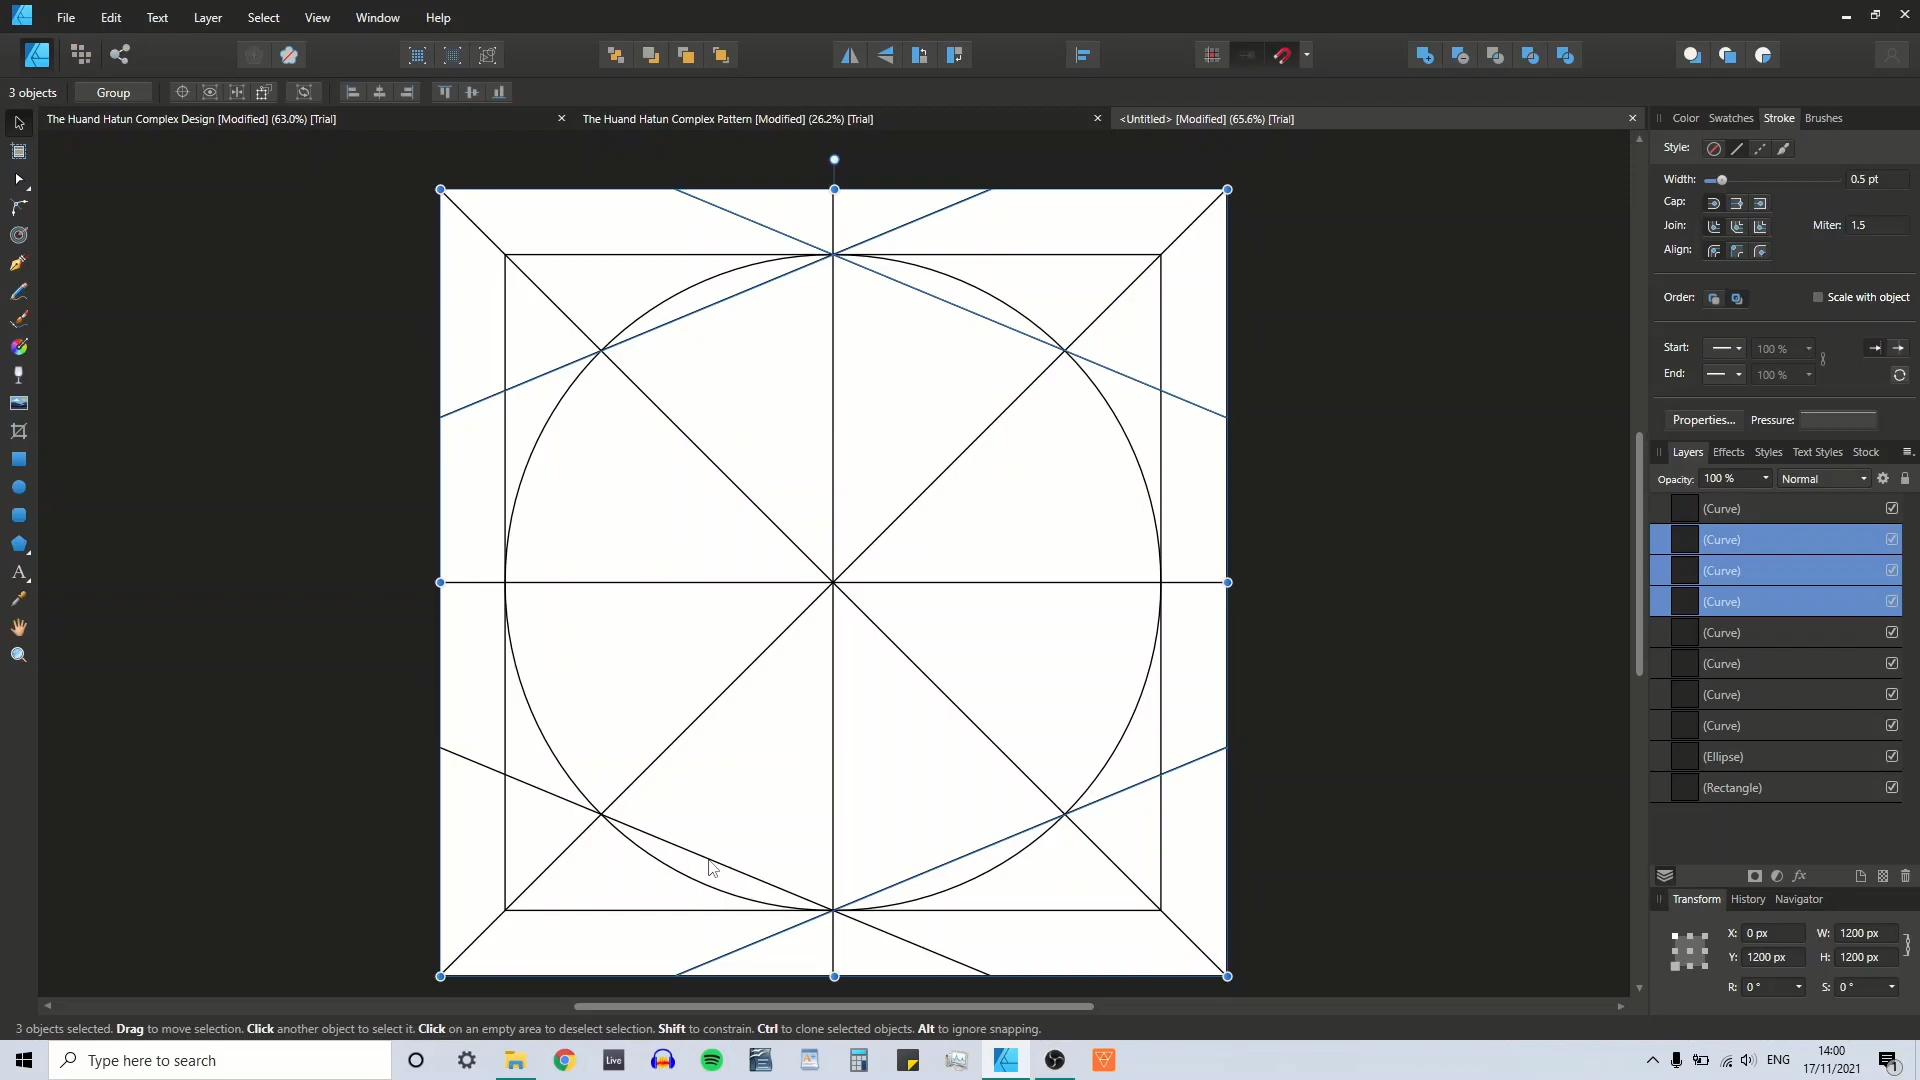 File Edit Text Layer Select View Window Help
3 objects Group
The Huand Hatun Complex Design [Modified] (63.0%) [Trial]
The Huand Hatun Complex Pattern [Modified] (26.2%) [Trial]
<Untitled> [Modified] (65.6%) [Trial]
Color Swatches Stroke Brushes
Style:
Width: 0.5 pt
Cap:
Join: Miter: 1.5
Align:
Order: Scale with object
Start: 100 %
End: 100 %
Properties... Pressure:
Layers Effects Styles Text Styles Stock
Opacity: 100 % Normal
(Curve)
(Curve)
(Curve)
(Curve)
(Curve)
(Curve)
(Curve)
(Curve)
(Ellipse)
(Rectangle)
fx
Transform History Navigator
X: 0 px W: 1200 px
Y: 1200 px H: 1200 px
R: 0 ° S: 0 °
A
3 objects selected. Drag to move selection. Click another object to select it. Click on an empty area to deselect selection. Shift to constrain. Ctrl to clone selected objects. Alt to ignore snapping.
Type here to search
Live
ENG
14:00
17/11/2021
1